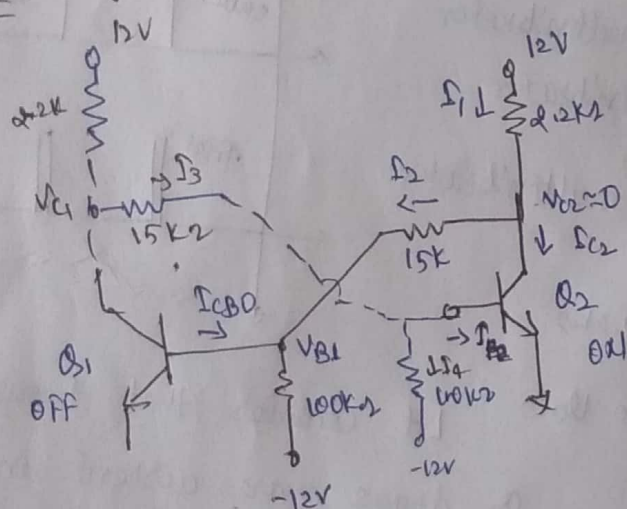 12V
2.2K
VC1
→ I3
15KΩ
ICBO
→
Q1
OFF
VB1
100KΩ
-12V
12V
I1 ↓
2.2KΩ
I2
←
15K
VC2≈0
↓ IC2
Q2
ON
→
↓I4
100KΩ
-12V